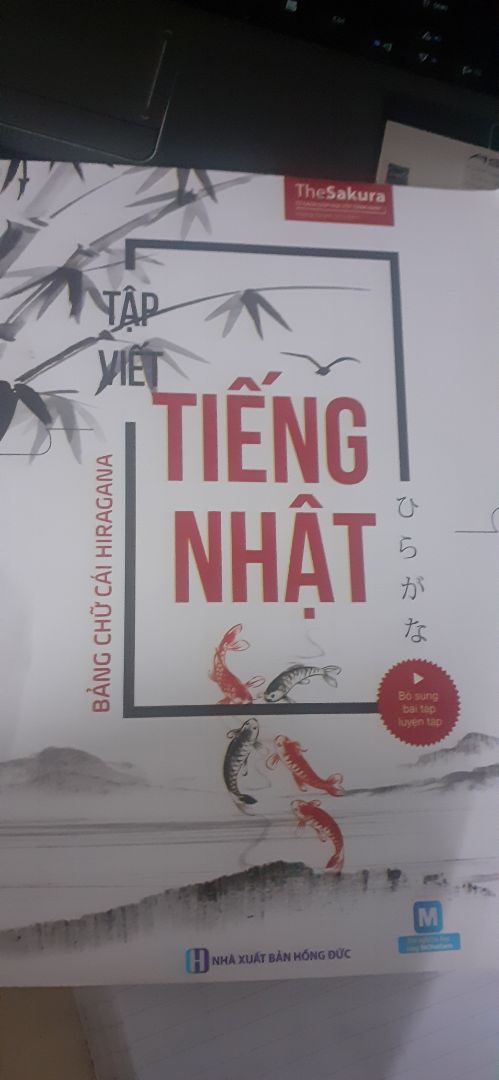 TheSakura
TẬP
VIẾT
TIẾNG
NHẬT
BẢNG CHỮ CÁI HIRAGANA
ひらがな
Bổ sung
bài tập
luyện tập
M
H NHÀ XUẤT BẢN HỒNG ĐỨC